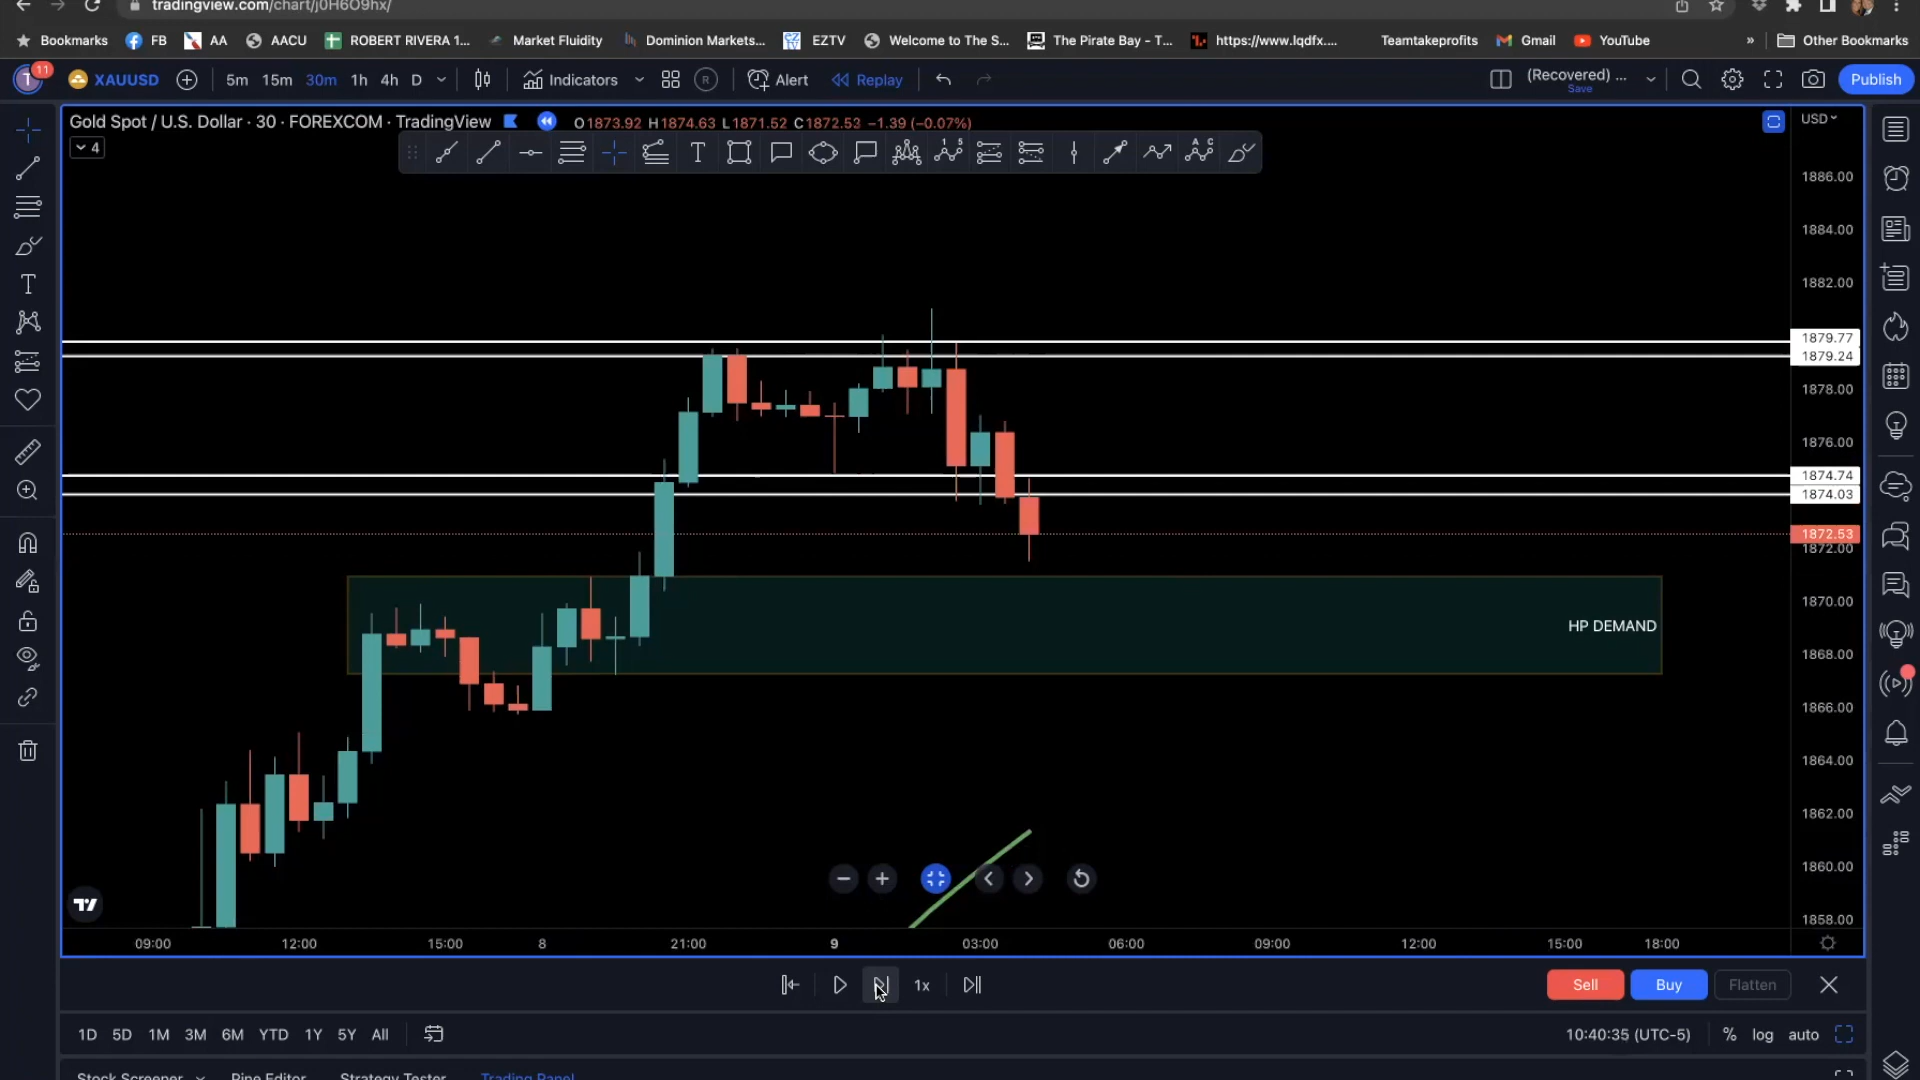 tradingview.com/chart/j0H6O9hx/
Bookmarks FB AA AACU ROBERT RIVERA 1... Market Fluidity Dominion Markets... EZTV Welcome to The S... The Pirate Bay - T... https://www.lqdfx.... Teamtakeprofits Gmail YouTube » Other Bookmarks
T 11 XAUUSD 5m 15m 30m 1h 4h D Indicators R Alert Replay (Recovered) ... Save Publish
Gold Spot / U.S. Dollar · 30 · FOREXCOM · TradingView O1873.92 H1874.63 L1871.52 C1872.53 −1.39 (−0.07%) USD
4
1886.00
1884.00
1882.00
1879.77
1879.24
1878.00
1876.00
1874.74
1874.03
1872.53
1872.00
1870.00
HP DEMAND
1868.00
1866.00
1864.00
1862.00
1860.00
1858.00
09:00 12:00 15:00 8 21:00 9 03:00 06:00 09:00 12:00 15:00 18:00
1x Sell Buy Flatten
1D 5D 1M 3M 6M YTD 1Y 5Y All 10:40:35 (UTC-5) % log auto
Stock Screener Pine Editor Strategy Tester Trading Panel